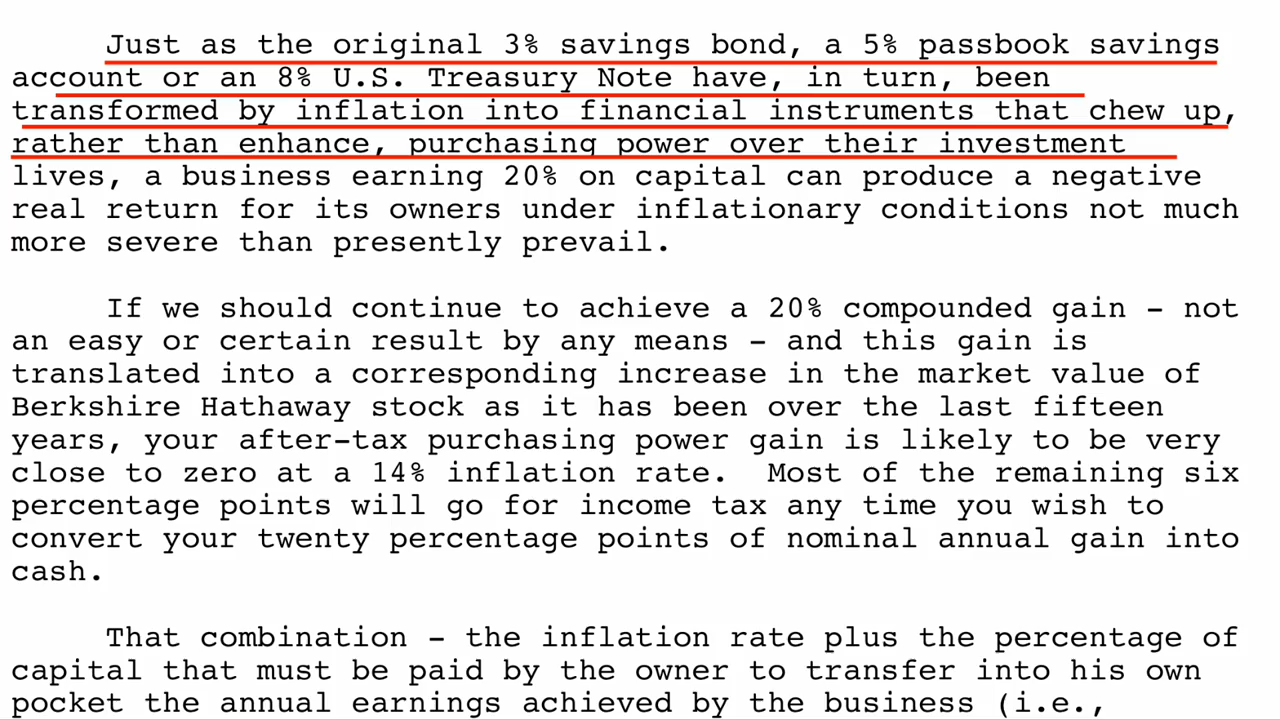 Just as the original 3% savings bond, a 5% passbook savings
account or an 8% U.S. Treasury Note have, in turn, been
transformed by inflation into financial instruments that chew up,
rather than enhance, purchasing power over their investment
lives, a business earning 20% on capital can produce a negative
real return for its owners under inflationary conditions not much
more severe than presently prevail.
If we should continue to achieve a 20% compounded gain - not
an easy or certain result by any means - and this gain is
translated into a corresponding increase in the market value of
Berkshire Hathaway stock as it has been over the last fifteen
years, your after-tax purchasing power gain is likely to be very
close to zero at a 14% inflation rate.  Most of the remaining six
percentage points will go for income tax any time you wish to
convert your twenty percentage points of nominal annual gain into
cash.
That combination - the inflation rate plus the percentage of
capital that must be paid by the owner to transfer into his own
pocket the annual earnings achieved by the business (i.e.,